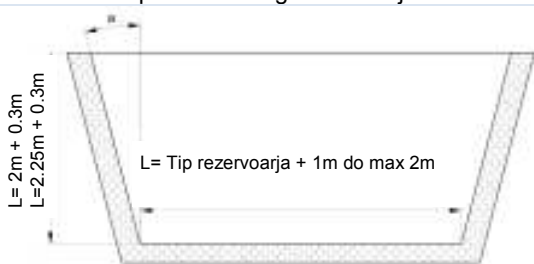 L= 2m + 0.3m
L=2.25m + 0.3m
L= Tip rezervoarja + 1m do max 2m